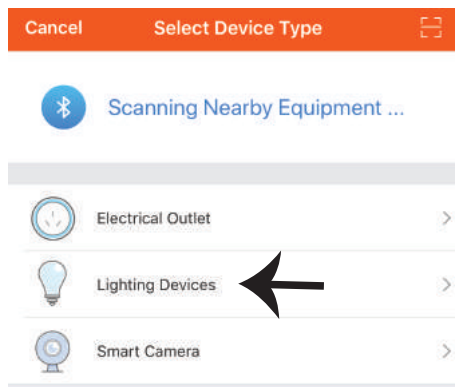 Cancel Select Device Type
Scanning Nearby Equipment ...
Electrical Outlet
Lighting Devices
Smart Camera